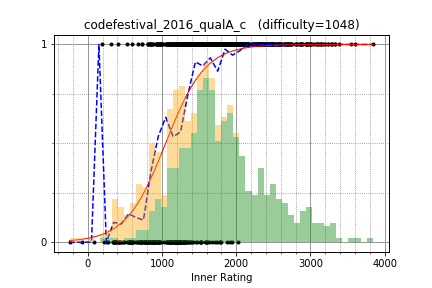 codefestival_2016_qualA_c (difficulty=1048)
1
0
0 1000 2000 3000 4000
Inner Rating